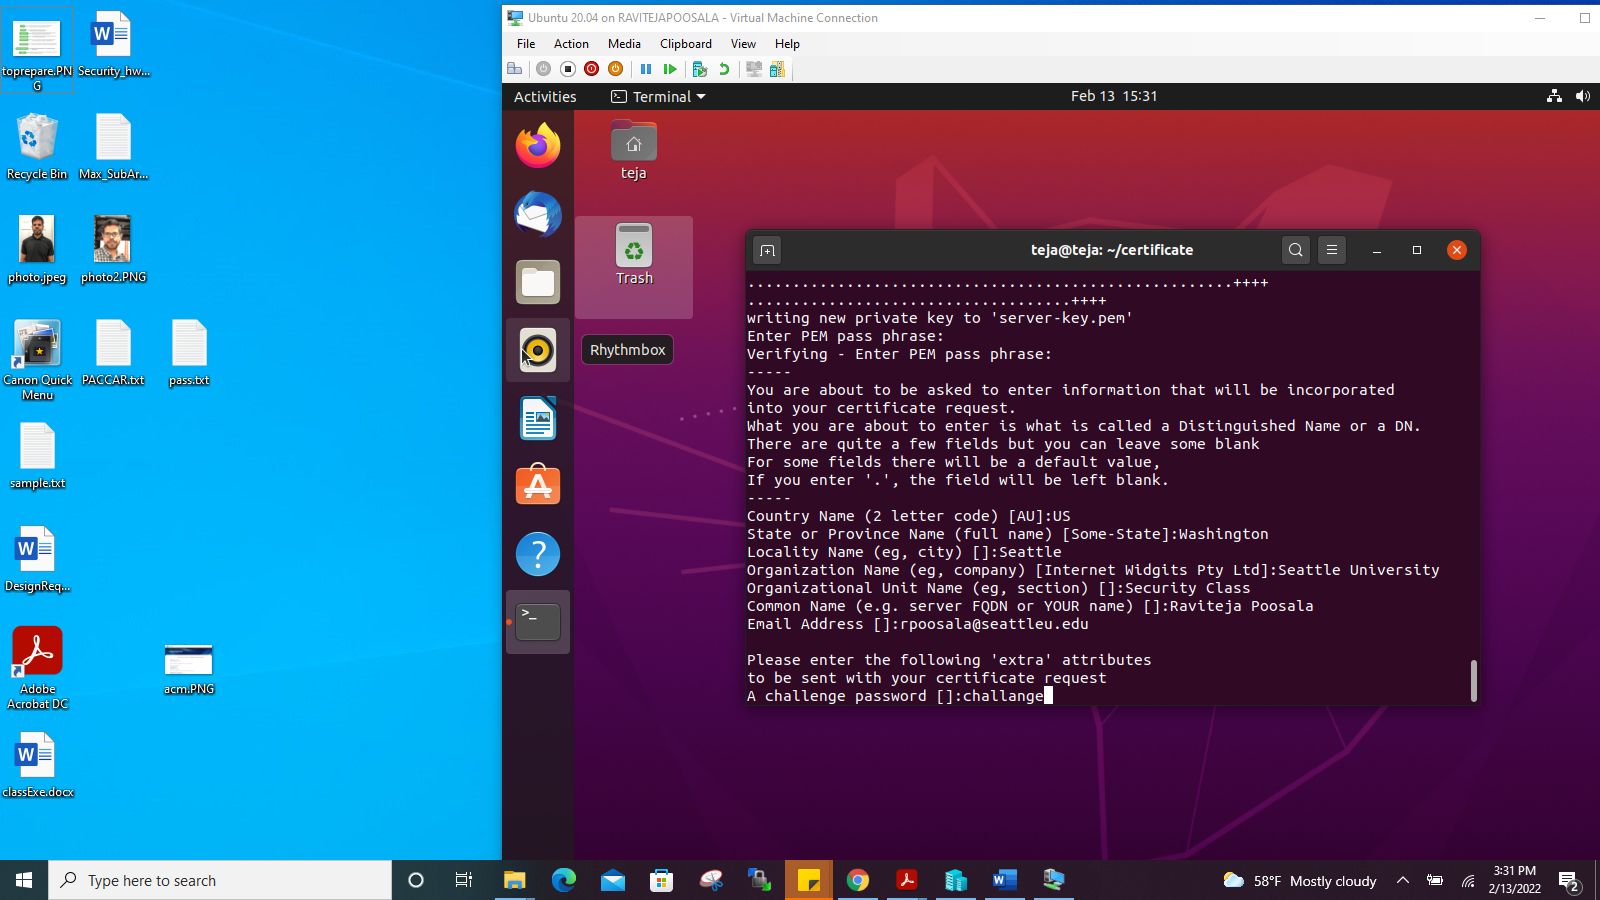 toprepare.PN
G
Security_hw...
Recycle Bin
Max_SubAr...
photo.jpeg
photo2.PNG
Canon Quick
Menu
PACCAR.txt
pass.txt
sample.txt
DesignReq...
Adobe
Acrobat DC
acm.PNG
classExe.docx
Ubuntu 20.04 on RAVITEJAPOOSALA - Virtual Machine Connection
File Action Media Clipboard View Help
Activities
Terminal
Feb 13 15:31
teja
Trash
Rhythmbox
teja@teja: ~/certificate
......................................................++++
....................................++++
writing new private key to 'server-key.pem'
Enter PEM pass phrase:
Verifying - Enter PEM pass phrase:
-----
You are about to be asked to enter information that will be incorporated
into your certificate request.
What you are about to enter is what is called a Distinguished Name or a DN.
There are quite a few fields but you can leave some blank
For some fields there will be a default value,
If you enter '.', the field will be left blank.
-----
Country Name (2 letter code) [AU]:US
State or Province Name (full name) [Some-State]:Washington
Locality Name (eg, city) []:Seattle
Organization Name (eg, company) [Internet Widgits Pty Ltd]:Seattle University
Organizational Unit Name (eg, section) []:Security Class
Common Name (e.g. server FQDN or YOUR name) []:Raviteja Poosala
Email Address []:rpoosala@seattleu.edu
Please enter the following 'extra' attributes
to be sent with your certificate request
A challenge password []:challange
Type here to search
58°F Mostly cloudy
3:31 PM
2/13/2022
2